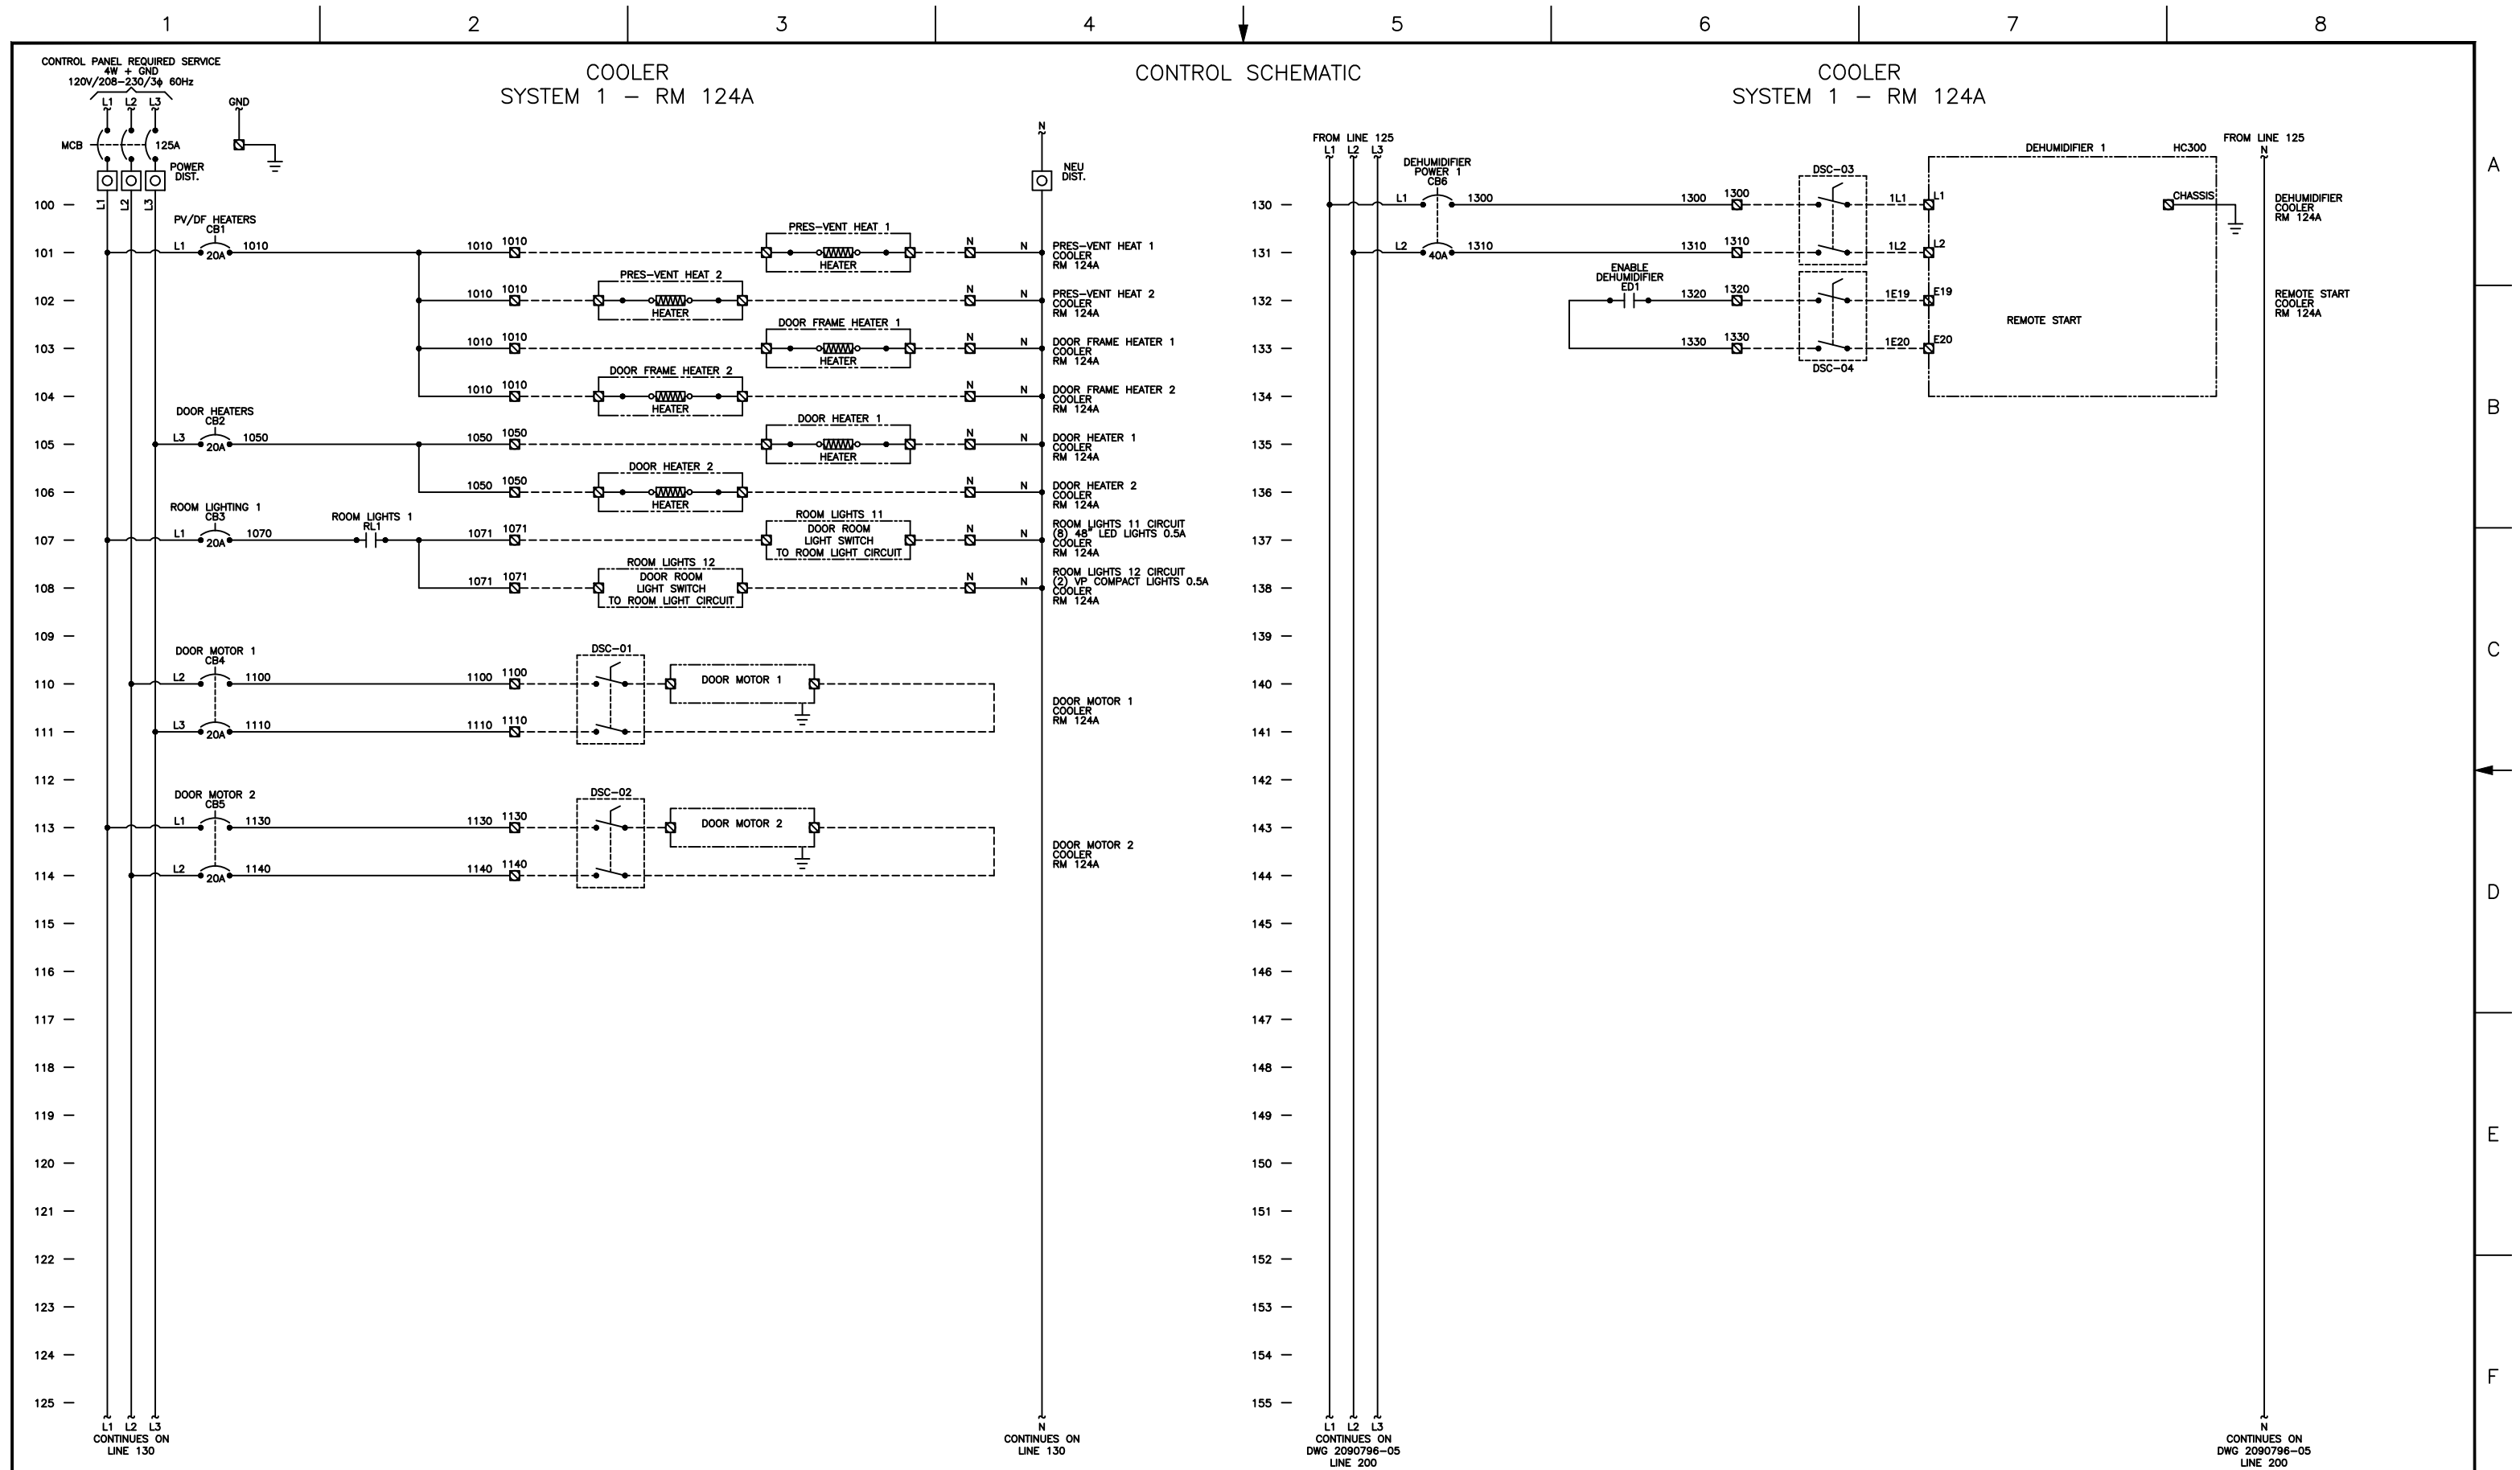 1 2 3 4 5 6 7 8
CONTROL PANEL REQUIRED SERVICE
4W + GND
120V/208-230/3ϕ 60Hz
L1 L2 L3
GND
MCB
125A
POWER
DIST.
L1 L2 L3
COOLER
SYSTEM 1 - RM 124A
CONTROL SCHEMATIC
N
NEU
DIST.
100
PV/DF HEATERS
CB1
PRES-VENT HEAT 1
101 L1 20A 1010 1010 1010 HEATER N N
PRES-VENT HEAT 1
COOLER
RM 124A
PRES-VENT HEAT 2
102 1010 1010 HEATER N N
PRES-VENT HEAT 2
COOLER
RM 124A
DOOR FRAME HEATER 1
103 1010 1010 HEATER N N
DOOR FRAME HEATER 1
COOLER
RM 124A
DOOR FRAME HEATER 2
104 1010 1010 HEATER N N
DOOR FRAME HEATER 2
COOLER
RM 124A
DOOR HEATERS
CB2
DOOR HEATER 1
105 L3 20A 1050 1050 1050 HEATER N N
DOOR HEATER 1
COOLER
RM 124A
DOOR HEATER 2
106 1050 1050 HEATER N N
DOOR HEATER 2
COOLER
RM 124A
ROOM LIGHTING 1
CB3
ROOM LIGHTS 1
RL1
ROOM LIGHTS 11
DOOR ROOM
LIGHT SWITCH
TO ROOM LIGHT CIRCUIT
107 L1 20A 1070 1071 1071 N N
ROOM LIGHTS 11 CIRCUIT
(8) 48" LED LIGHTS 0.5A
COOLER
RM 124A
ROOM LIGHTS 12
DOOR ROOM
LIGHT SWITCH
TO ROOM LIGHT CIRCUIT
108 1071 1071 N N
ROOM LIGHTS 12 CIRCUIT
(2) VP COMPACT LIGHTS 0.5A
COOLER
RM 124A
109
DOOR MOTOR 1
CB4
DSC-01
110 L2 1100 1100 1100 DOOR MOTOR 1
DOOR MOTOR 1
COOLER
RM 124A
111 L3 20A 1110 1110 1110
112
DOOR MOTOR 2
CB5
DSC-02
113 L1 1130 1130 1130 DOOR MOTOR 2
DOOR MOTOR 2
COOLER
RM 124A
114 L2 20A 1140 1140 1140
115
116
117
118
119
120
121
122
123
124
125
L1 L2 L3
CONTINUES ON
LINE 130
N
CONTINUES ON
LINE 130
COOLER
SYSTEM 1 - RM 124A
FROM LINE 125
L1 L2 L3
FROM LINE 125
N
DEHUMIDIFIER
POWER 1
CB6
DSC-03
DEHUMIDIFIER 1 HC300
130 L1 1300 1300 1300 1L1 L1 CHASSIS
DEHUMIDIFIER
COOLER
RM 124A
131 L2 40A 1310 1310 1310 1L2 L2
ENABLE
DEHUMIDIFIER
ED1
132 1320 1320 1E19 E19
REMOTE START
REMOTE START
COOLER
RM 124A
133 1330 1330 1E20 E20
DSC-04
134
135
136
137
138
139
140
141
142
143
144
145
146
147
148
149
150
151
152
153
154
155
L1 L2 L3
CONTINUES ON
DWG 2090796-05
LINE 200
N
CONTINUES ON
DWG 2090796-05
LINE 200
A
B
C
D
E
F